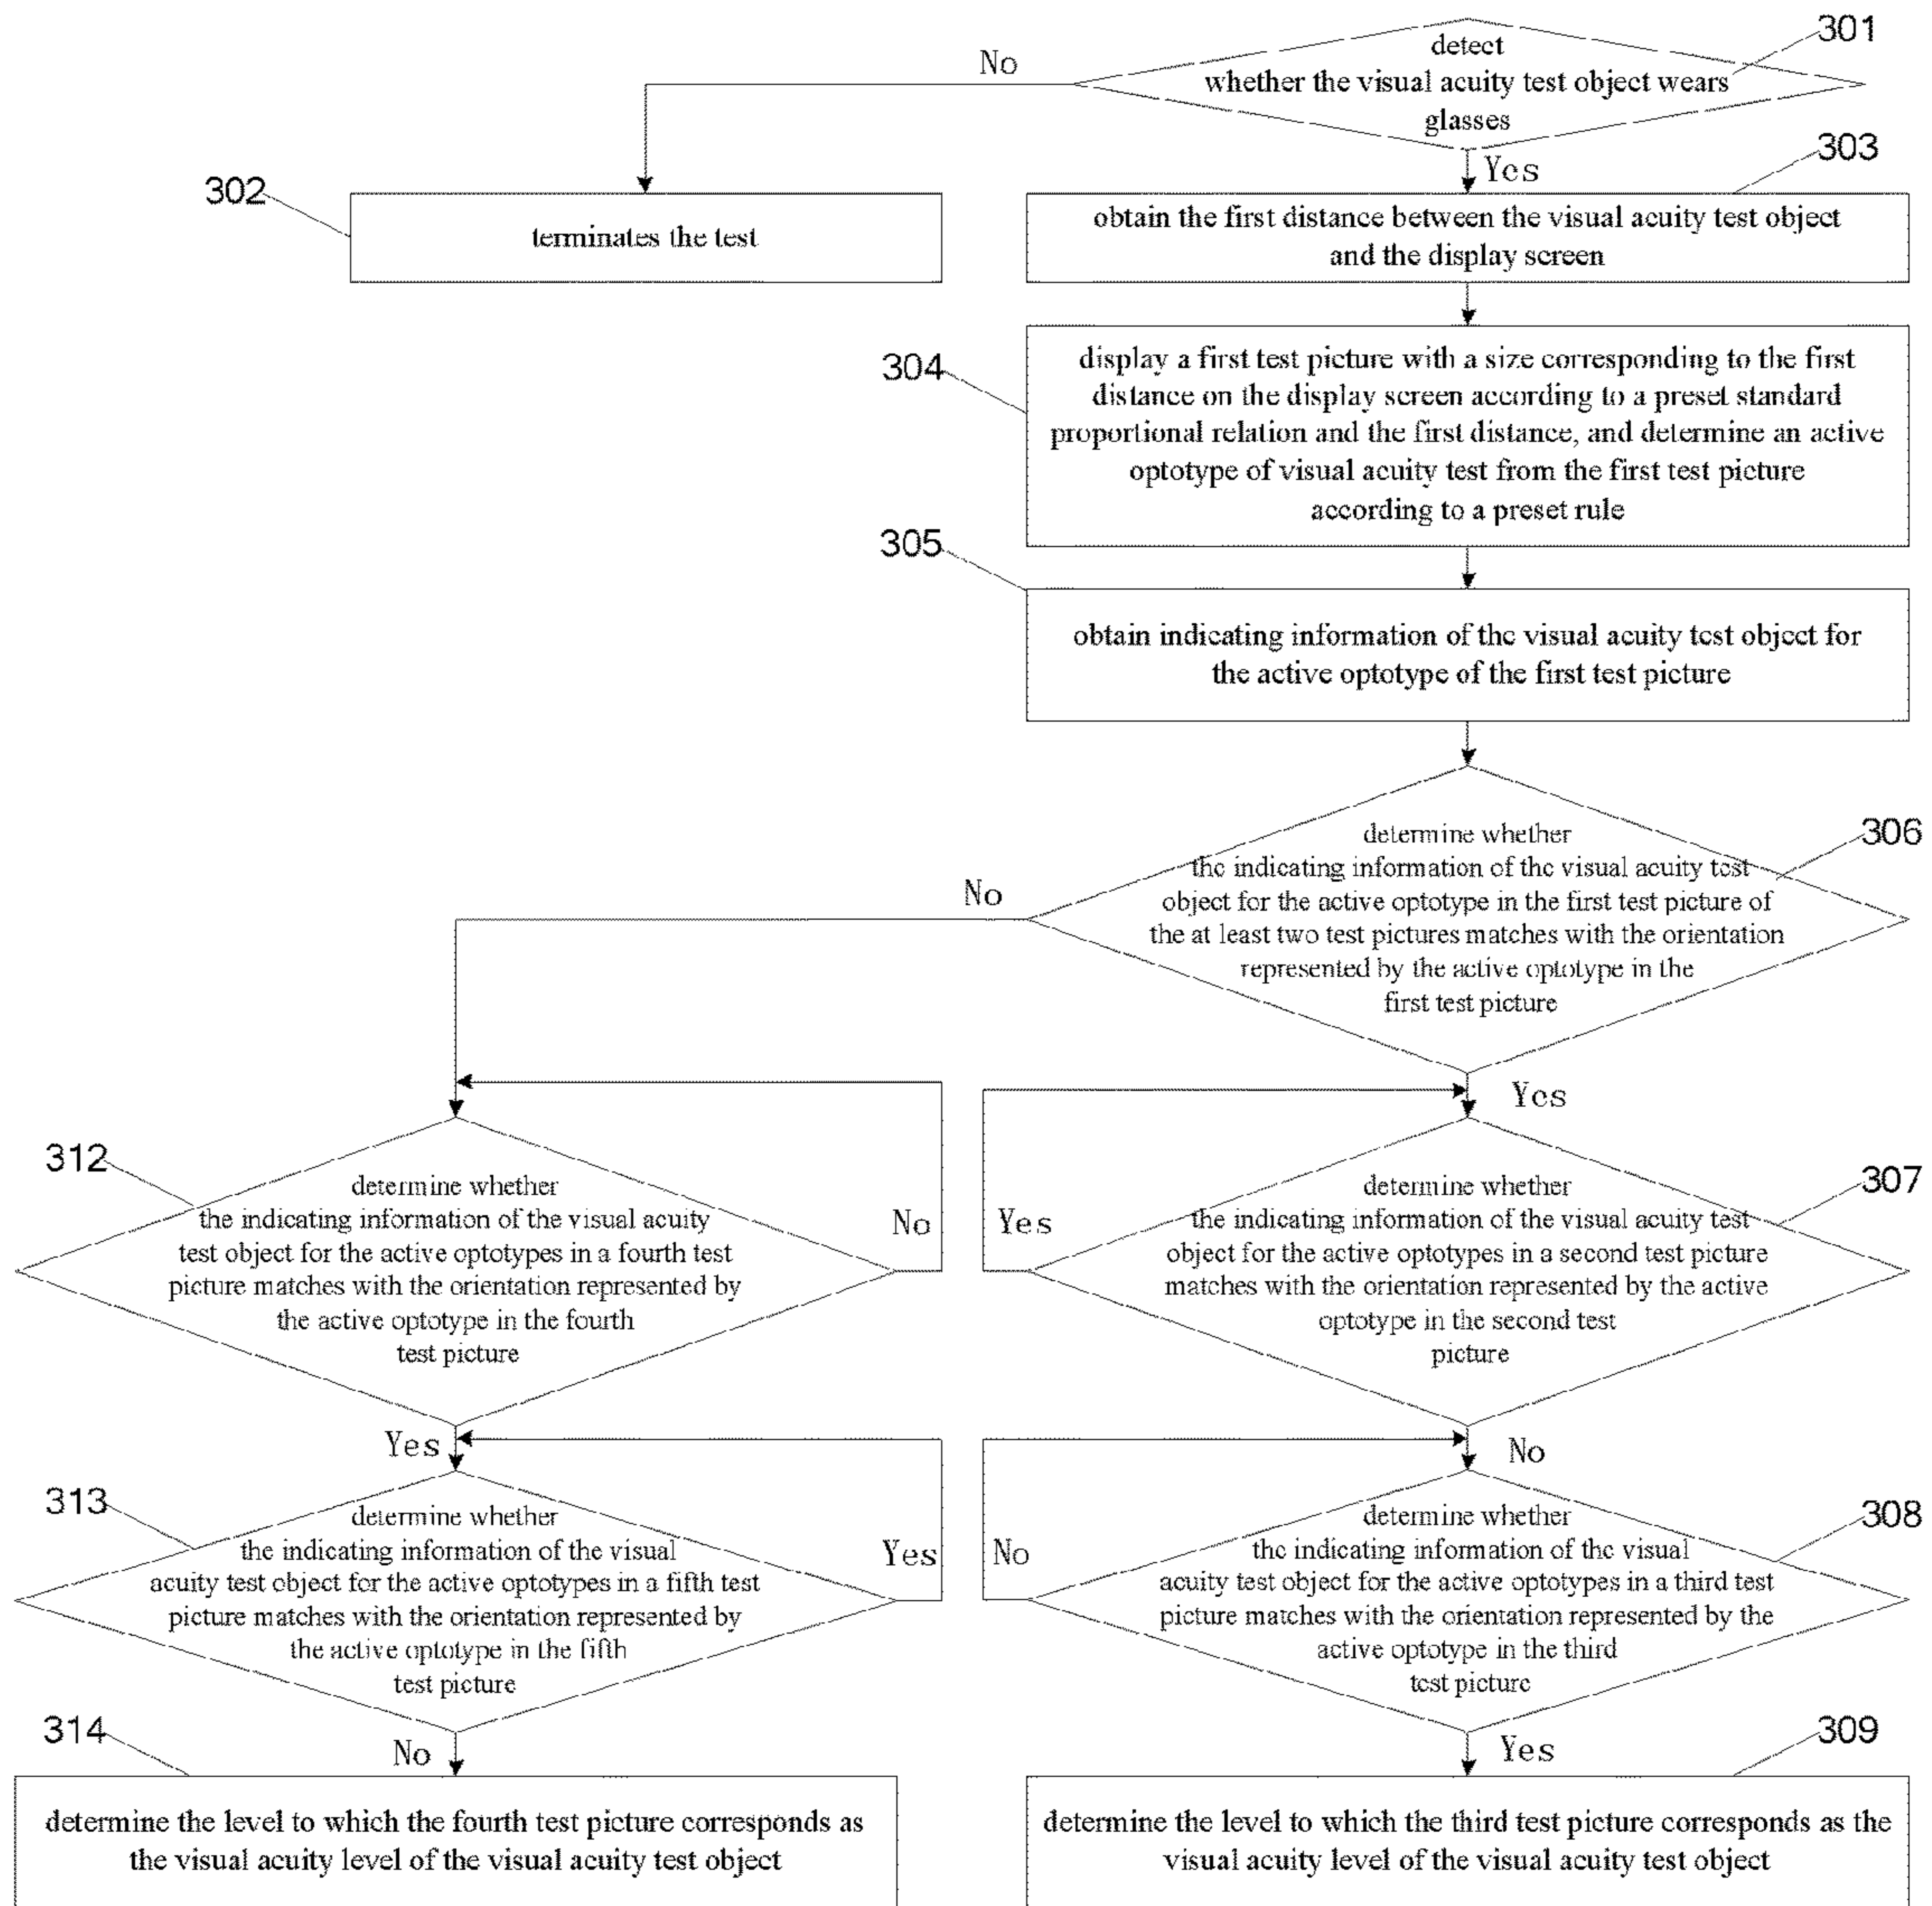 301
detect
whether the visual acuity test object wears
glasses
No
Yes
302
terminates the test
303
obtain the first distance between the visual acuity test object
and the display screen
304
display a first test picture with a size corresponding to the first
distance on the display screen according to a preset standard
proportional relation and the first distance, and determine an active
optotype of visual acuity test from the first test picture
according to a preset rule
305
obtain indicating information of the visual acuity test object for
the active optotype of the first test picture
306
determine whether
the indicating information of the visual acuity test
object for the active optotype in the first test picture of
the at least two test pictures matches with the orientation
represented by the active optotype in the
first test picture
No
Yes
312
determine whether
the indicating information of the visual acuity
test object for the active optotypes in a fourth test
picture matches with the orientation represented by
the active optotype in the fourth
test picture
No
Yes
307
determine whether
the indicating information of the visual acuity test
object for the active optotypes in a second test picture
matches with the orientation represented by the active
optotype in the second test
picture
Yes
No
313
determine whether
the indicating information of the visual
acuity test object for the active optotypes in a fifth test
picture matches with the orientation represented by
the active optotype in the fifth
test picture
Yes
No
308
determine whether
the indicating information of the visual
acuity test object for the active optotypes in a third test
picture matches with the orientation represented by the
active optotype in the third
test picture
No
Yes
314
determine the level to which the fourth test picture corresponds as
the visual acuity level of the visual acuity test object
309
determine the level to which the third test picture corresponds as the
visual acuity level of the visual acuity test object